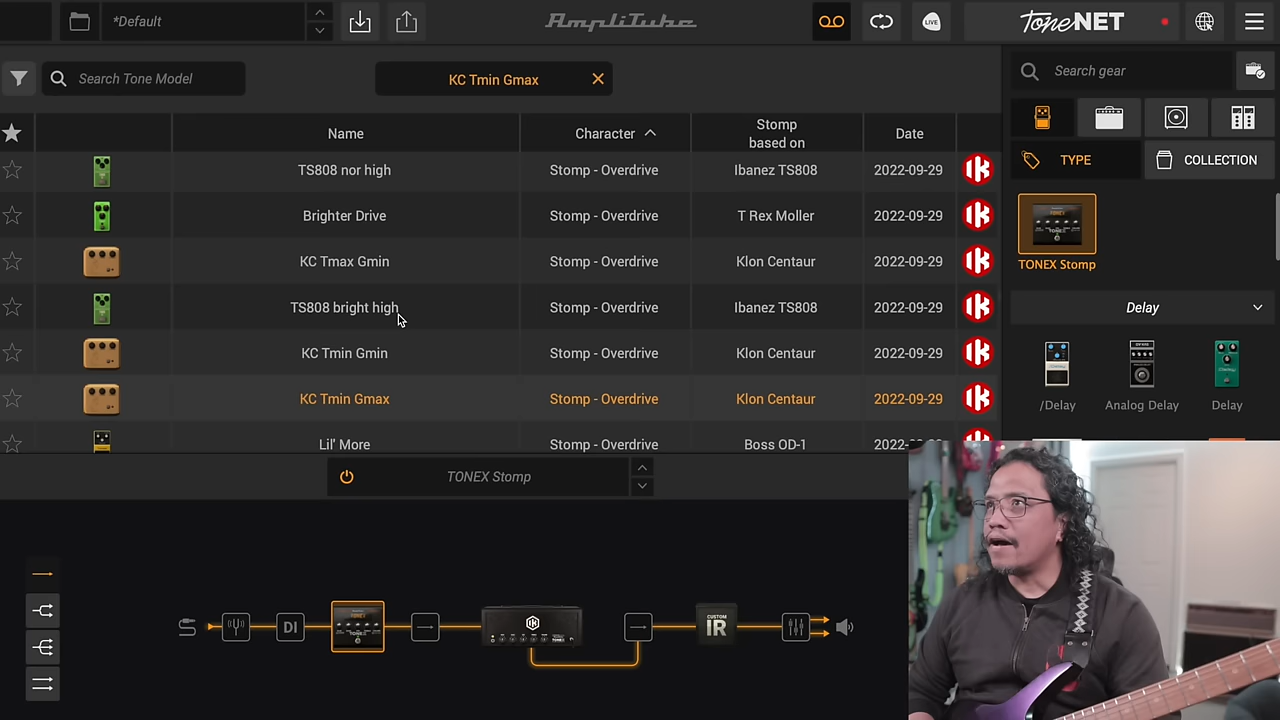 *Default
AmpliTube
LIVE
ToneNET
Search Tone Model
KC Tmin Gmax
Search gear
Name
Character
Stomp
based on
Date
TYPE
COLLECTION
TS808 nor high
Stomp - Overdrive
Ibanez TS808
2022-09-29
Brighter Drive
Stomp - Overdrive
T Rex Moller
2022-09-29
KC Tmax Gmin
Stomp - Overdrive
Klon Centaur
2022-09-29
TONEX Stomp
TS808 bright high
Stomp - Overdrive
Ibanez TS808
2022-09-29
Delay
KC Tmin Gmin
Stomp - Overdrive
Klon Centaur
2022-09-29
KC Tmin Gmax
Stomp - Overdrive
Klon Centaur
2022-09-29
/Delay
Analog Delay
Delay
Lil' More
Stomp - Overdrive
Boss OD-1
TONEX Stomp
DI
CUSTOM
IR